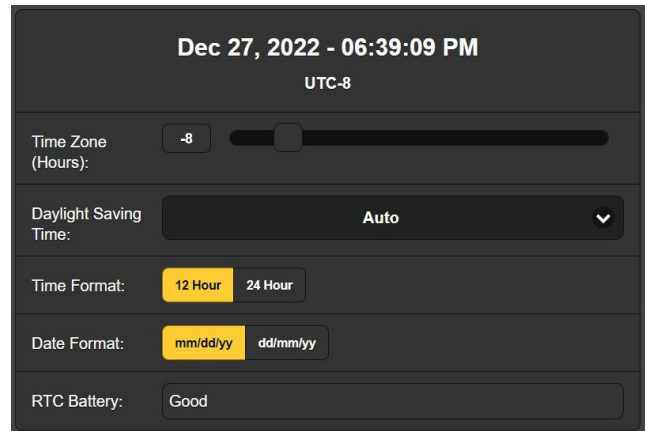 Dec 27, 2022 - 06:39:09 PM
UTC-8
Time Zone
(Hours):
-8
Daylight Saving
Time:
Auto
Time Format:
12 Hour
24 Hour
Date Format:
mm/dd/yy
dd/mm/yy
RTC Battery:
Good